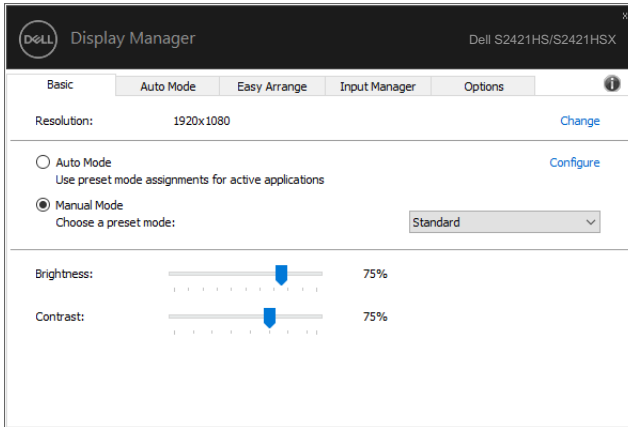 x
DELL Display Manager Dell S2421HS/S2421HSX
Basic Auto Mode Easy Arrange Input Manager Options i
Resolution: 1920x1080 Change
Auto Mode Configure
Use preset mode assignments for active applications
Manual Mode
Choose a preset mode: Standard
Brightness: 75%
Contrast: 75%